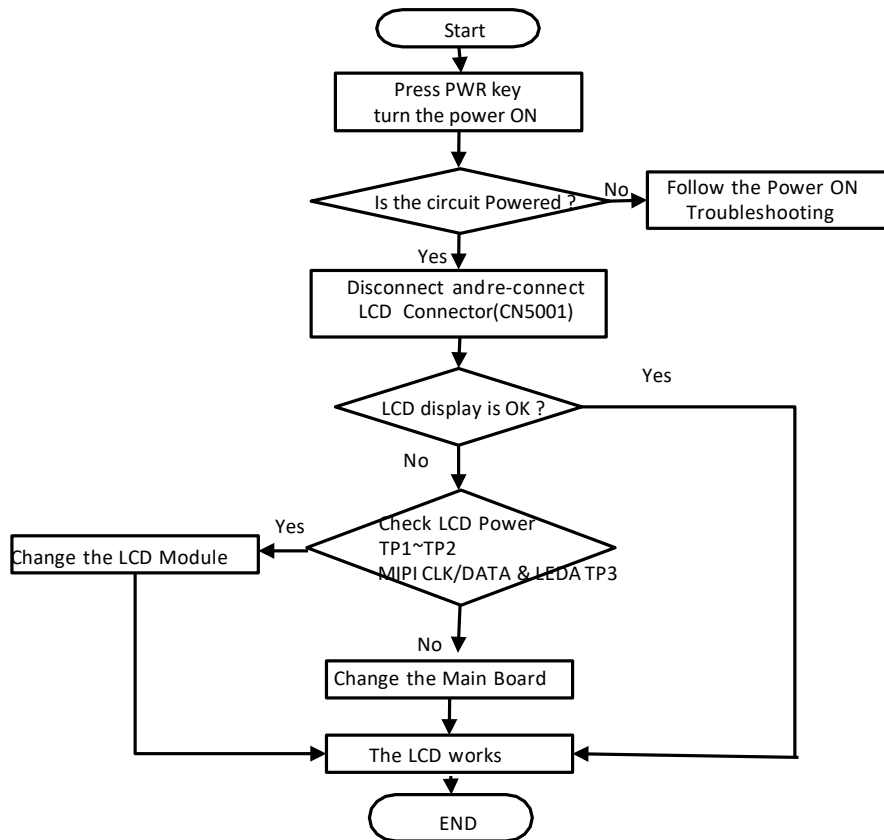 Start
Press PWR key
turn the power ON
Is the circuit Powered ?
No
Follow the Power ON
Troubleshooting
Yes
Disconnect andre-connect
LCD Connector(CN5001)
LCD display is OK ?
Yes
No
Check LCD Power
TP1~TP2
MIPI CLK/DATA & LEDA TP3
Yes
Change the LCD Module
No
Change the Main Board
The LCD works
END